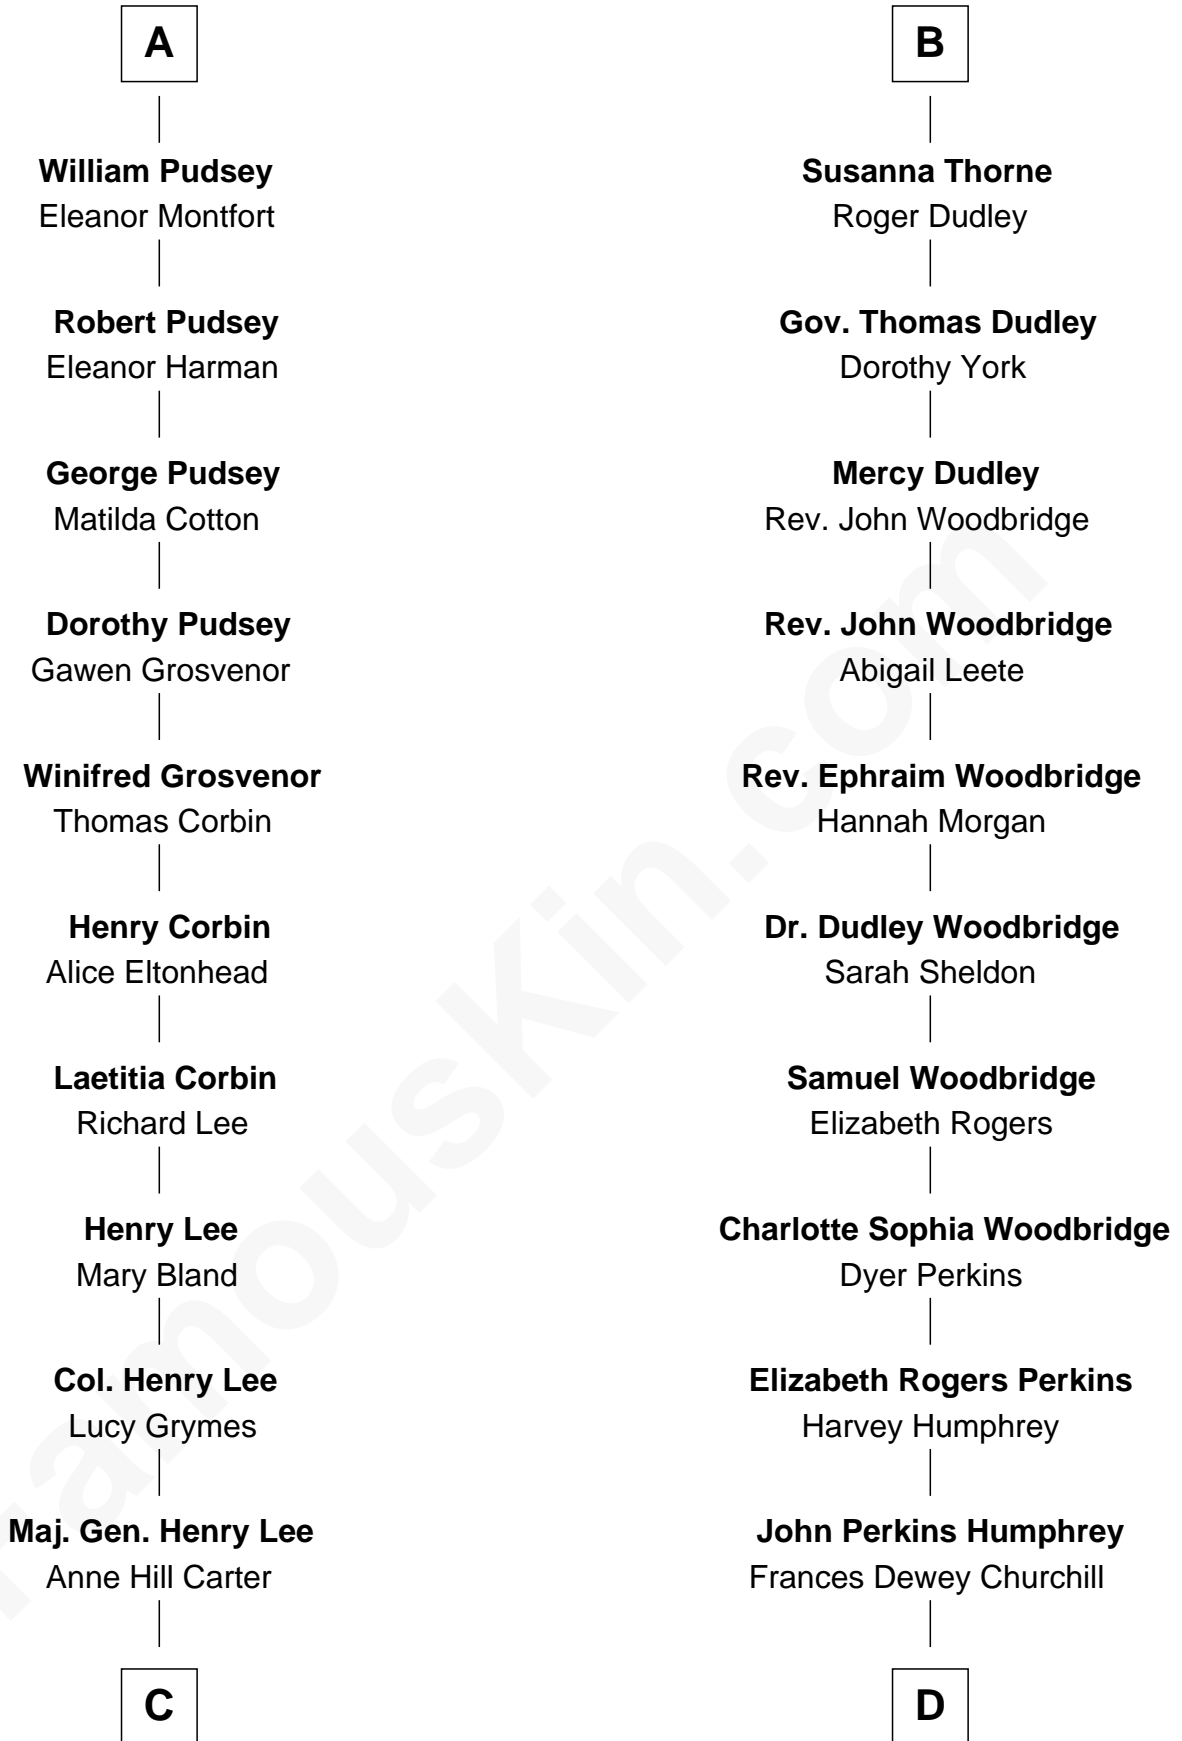 A
William Pudsey
Eleanor Montfort
Robert Pudsey
Eleanor Harman
George Pudsey
Matilda Cotton
Dorothy Pudsey
Gawen Grosvenor
Winifred Grosvenor
Thomas Corbin
Henry Corbin
Alice Eltonhead
Laetitia Corbin
Richard Lee
Henry Lee
Mary Bland
Col. Henry Lee
Lucy Grymes
Maj. Gen. Henry Lee
Anne Hill Carter
C
B
Susanna Thorne
Roger Dudley
Gov. Thomas Dudley
Dorothy York
Mercy Dudley
Rev. John Woodbridge
Rev. John Woodbridge
Abigail Leete
Rev. Ephraim Woodbridge
Hannah Morgan
Dr. Dudley Woodbridge
Sarah Sheldon
Samuel Woodbridge
Elizabeth Rogers
Charlotte Sophia Woodbridge
Dyer Perkins
Elizabeth Rogers Perkins
Harvey Humphrey
John Perkins Humphrey
Frances Dewey Churchill
D
FamousKin.com